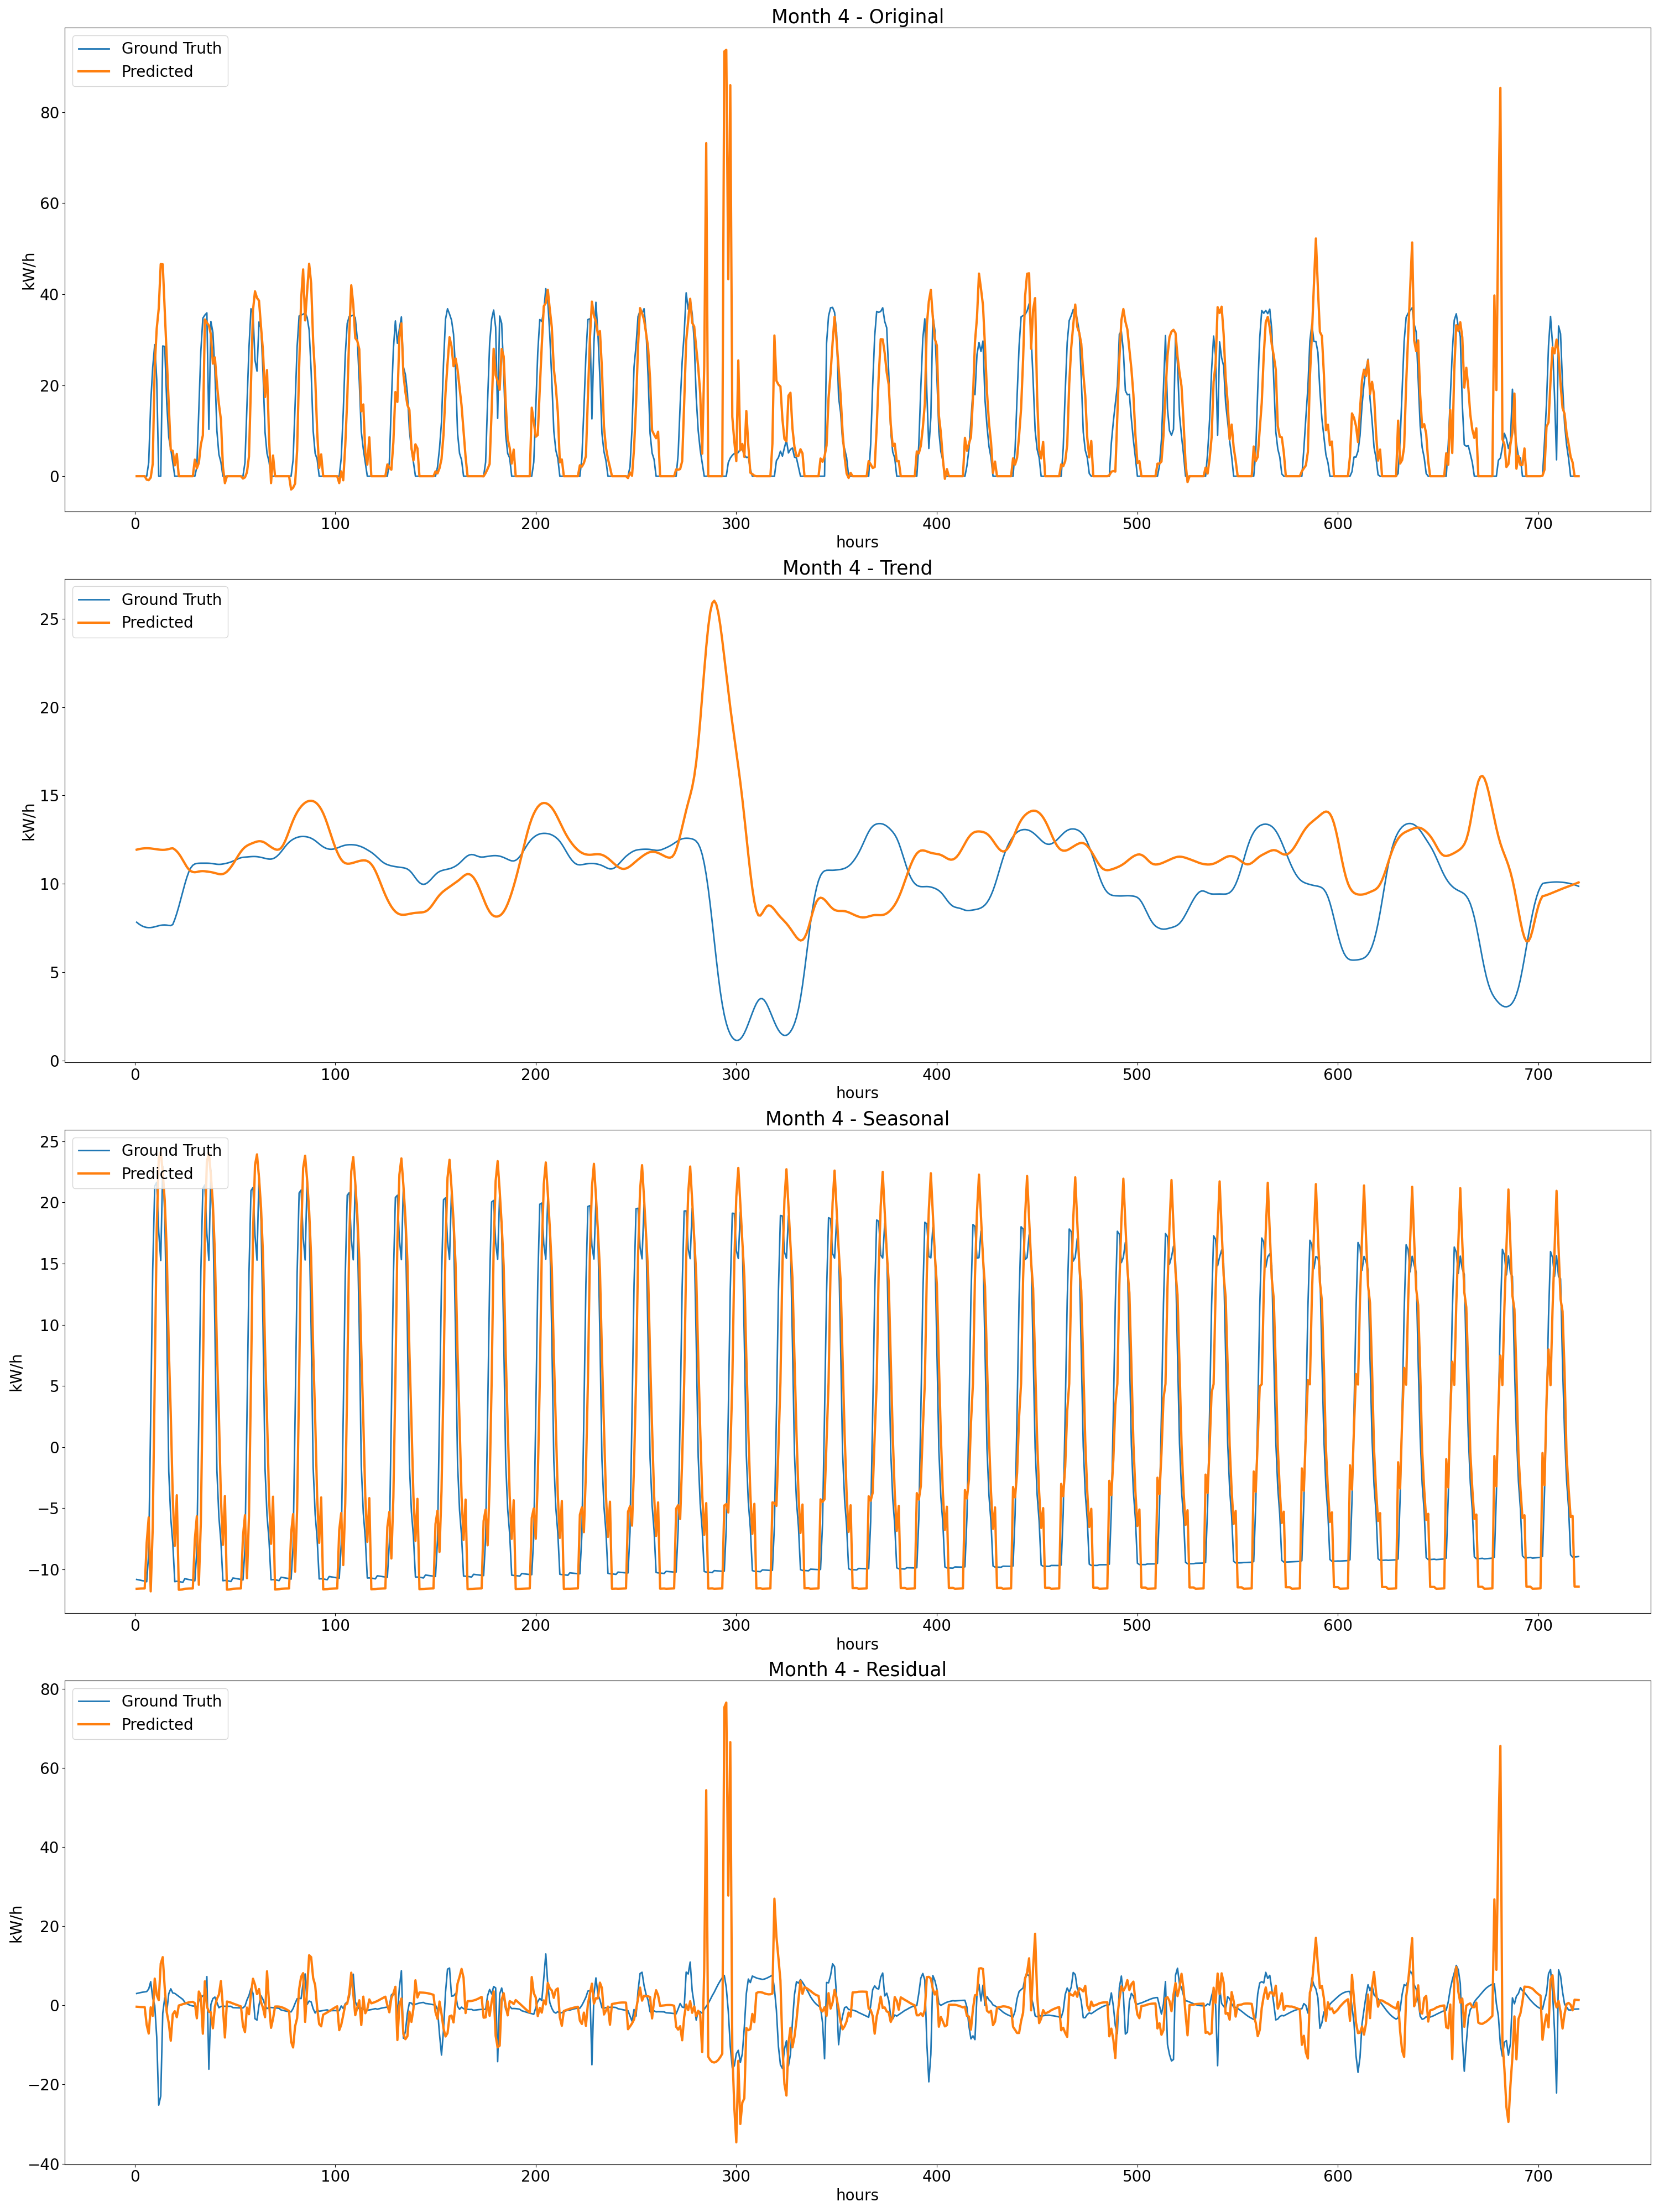 Month 4 - Original
Ground Truth
Predicted
kW/h
80
60
40
20
0
0 100 200 300 400 500 600 700
hours
Month 4 - Trend
Ground Truth
Predicted
kW/h
25
20
15
10
5
0
0 100 200 300 400 500 600 700
hours
Month 4 - Seasonal
Ground Truth
Predicted
kW/h
25
20
15
10
5
0
−5
−10
0 100 200 300 400 500 600 700
hours
Month 4 - Residual
Ground Truth
Predicted
kW/h
80
60
40
20
0
−20
−40
0 100 200 300 400 500 600 700
hours